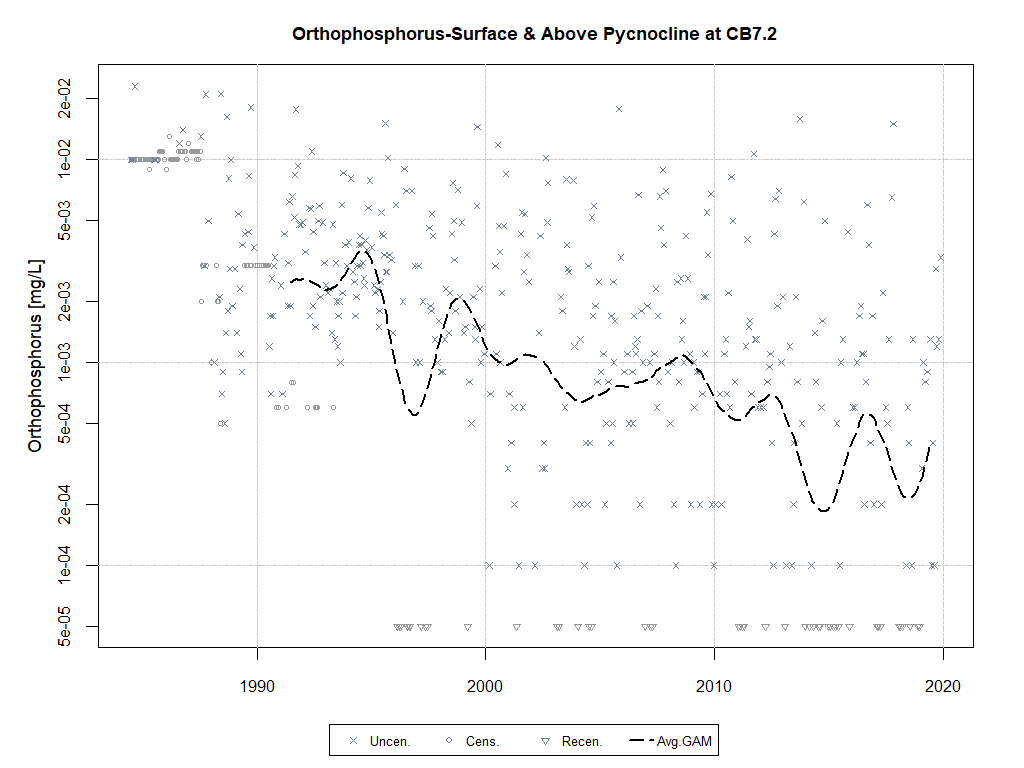 Orthophosphorus-Surface & Above Pycnocline at CB7.2
Orthophosphorus [mg/L]
2e-02
1e-02
5e-03
2e-03
1e-03
5e-04
2e-04
1e-04
5e-05
1990 2000 2010 2020
Uncen. Cens. Recen. Avg.GAM